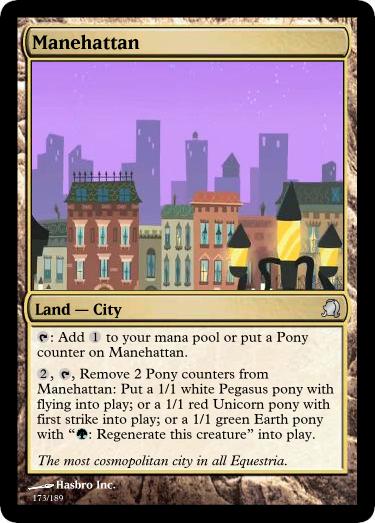 Manehattan
Land — City
: Add 1 to your mana pool or put a Pony
counter on Manehattan.
2, , Remove 2 Pony counters from
Manehattan: Put a 1/1 white Pegasus pony with
flying into play; or a 1/1 red Unicorn pony with
first strike into play; or a 1/1 green Earth pony
with “: Regenerate this creature” into play.
The most cosmopolitan city in all Equestria.
Hasbro Inc.
173/189